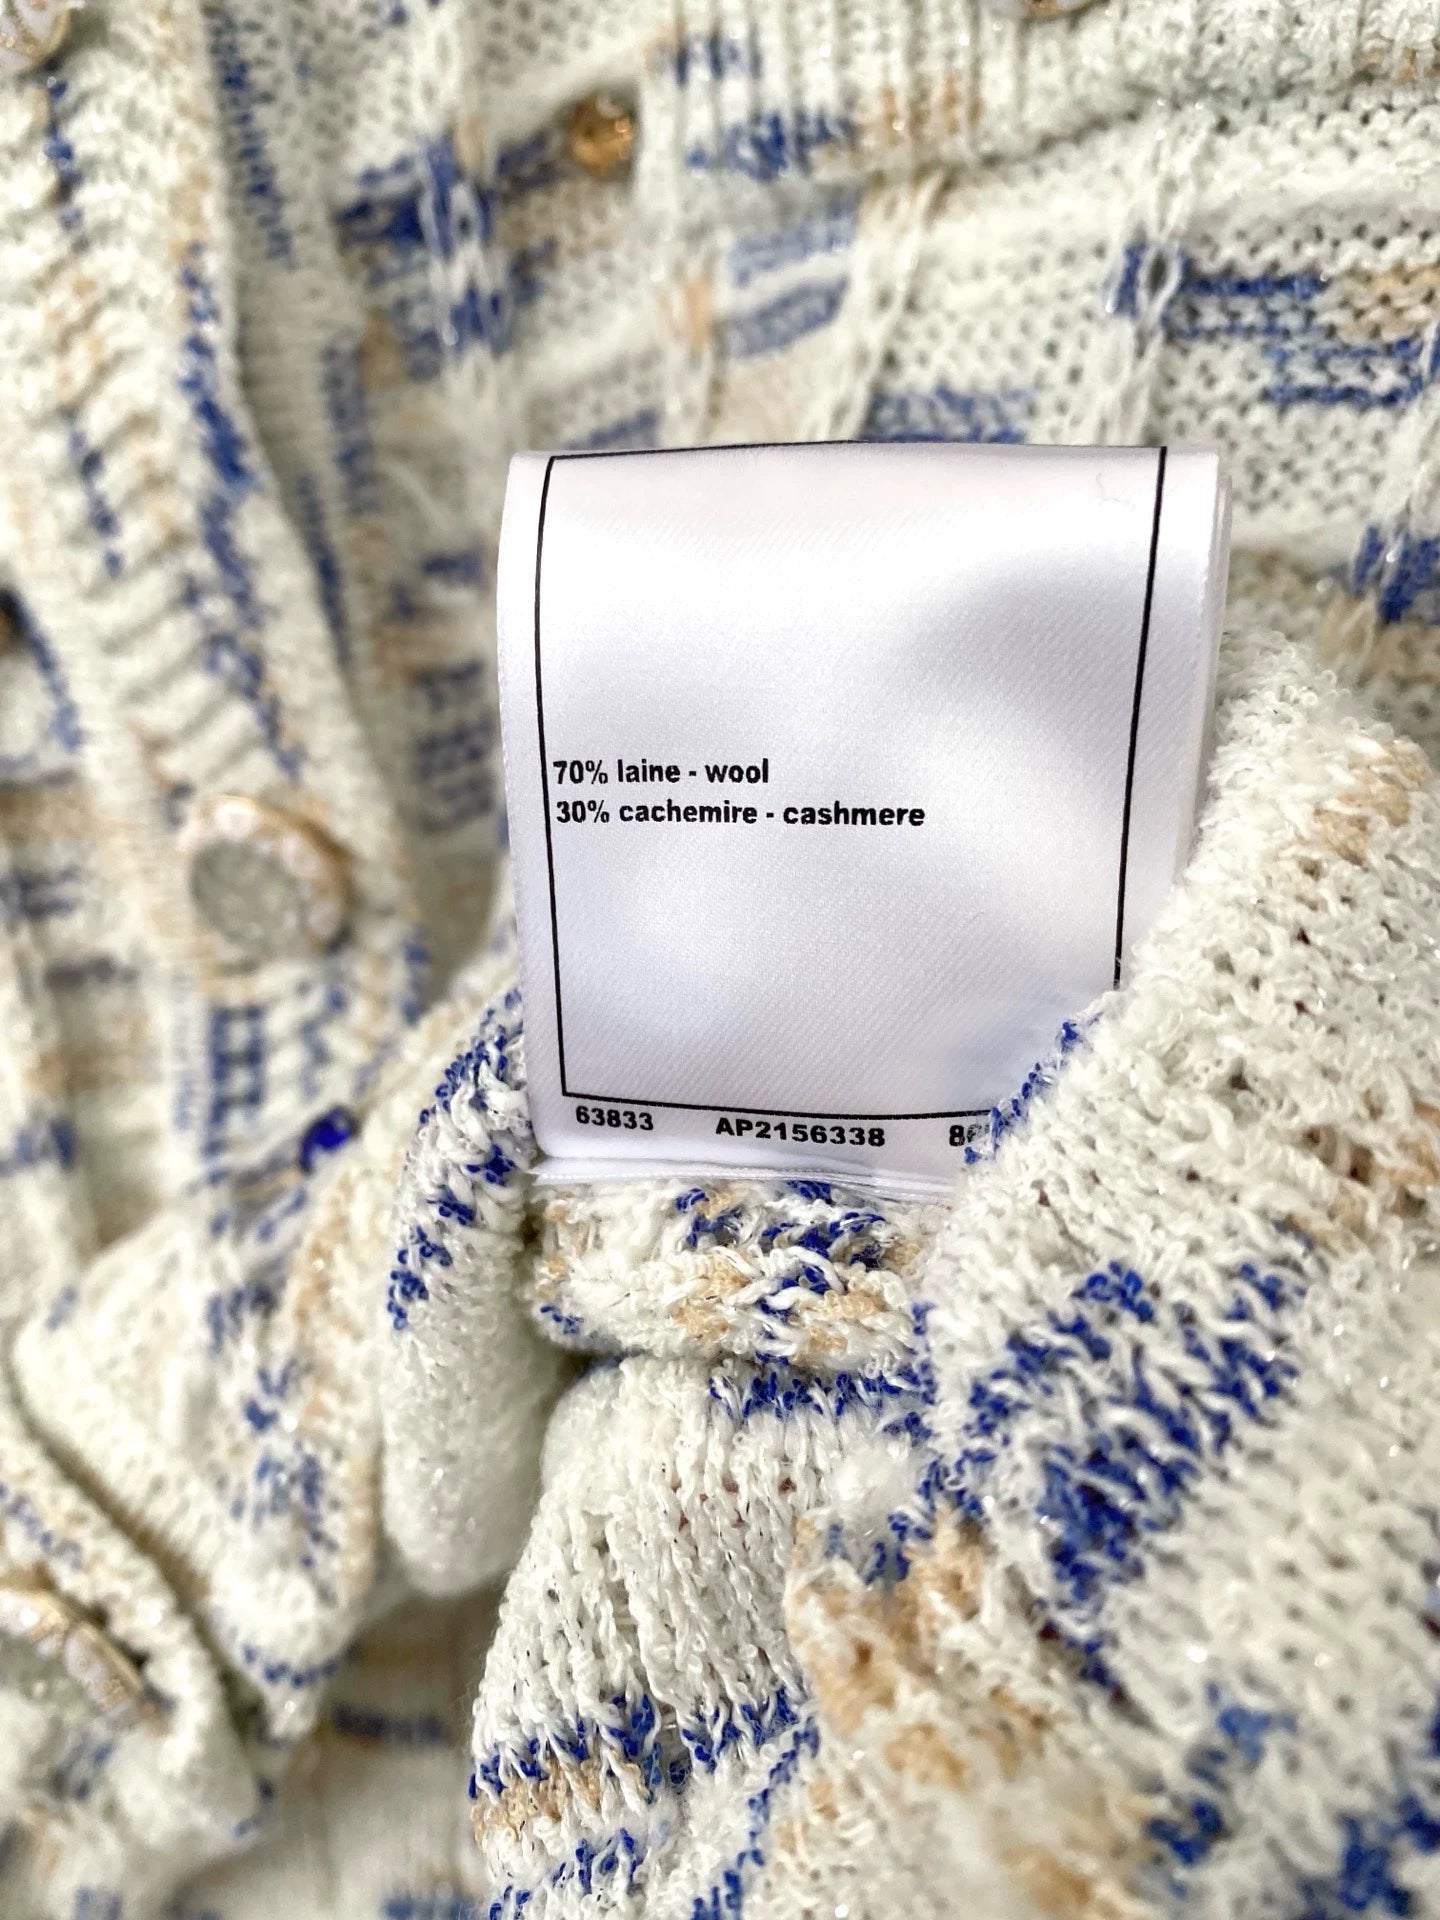 70% laine - wool
30% cachemire - cashmere
63833 AP2156338